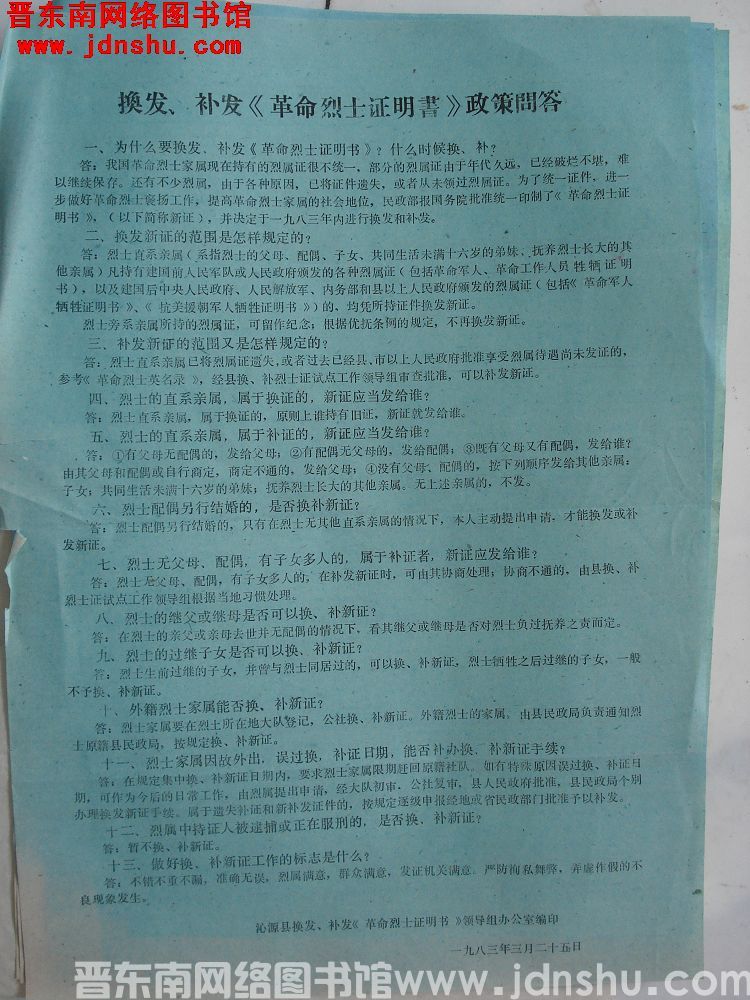 晋东南网络图书馆
www.jdnshu.com
換发、补发《革命烈士证明書》政策問答
一、为什么要换发、补发《革命烈士证明书》？什么时候换、补？
答：我国革命烈士家属现在持有的烈属证很不统一，部分的烈属证由于年代久远，已经破烂不堪，难
以继续保存。还有不少烈属，由于各种原因，已将证件遗失，或者从未领过烈属证。为了统一证件，进一
步做好革命烈士褒扬工作，提高革命烈士家属的社会地位，民政部报国务院批准统一印制了《革命烈士证
明书》，（以下简称新证），并决定于一九八三年内进行换发和补发。
二、换发新证的范围是怎样规定的？
答：烈士直系亲属（系指烈士的父母、配偶、子女、共同生活未满十六岁的弟妹、抚养烈士长大的其
他亲属）凡持有建国前人民军队或人民政府颁发的各种烈属证（包括革命军人、革命工作人员牲牺证明
书），以及建国后中央人民政府、人民解放军、内务部和县以上人民政府颁发的烈属证（包括《革命军人
牺牲证明书》、《抗美援朝军人牺牲证明书》）的，均凭所持证件换发新证。
烈士旁系亲属所持的烈属证，可留作纪念；根据优抚条例的规定，不再换发新证。
三、补发新证的范围又是怎样规定的？
答：烈士直系亲属已将烈属证遗失，或者过去已经县、市以上人民政府批准享受烈属待遇尚未发证的，
参考《革命烈士英名录》，经县换、补烈士证试点工作领导组审查批准，可以补发新证。
四、烈士的直系亲属，属于换证的，新证应当发给谁？
答：烈士直系亲属，属于换证的，原则上谁持有旧证，新证就发给谁。
五、烈士的直系亲属，属于补证的，新证应当发给谁？
答：①有父母无配偶的，发给父母；②有配偶无父母的，发给配偶；③既有父母又有配偶，发给谁？
由其父母和配偶或自行商定，商定不通的，发给父母；④没有父母、配偶的，按下列顺序发给其他亲属：
子女；共同生活未满十六岁的弟妹；抚养烈士长大的其他亲属。无上述亲属的，不发。
六、烈士配偶另行结婚的，是否换补新证？
答：烈士配偶另行结婚的，只有在烈士无其他直系亲属的情况下，本人主动提出申请，才能换发或补
发新证。
七、烈士无父母、配偶，有子女多人的，属于补证者，新证应发给谁？
答：烈士无父母、配偶，有子女多人的，在补发新证时，可由其协商处理；协商不通的，由县换、补
烈士证试点工作领导组根据当地习惯处理。
八、烈士的继父或继母是否可以换、补新证？
答：在烈士的亲父或亲母去世并无配偶的情况下，看其继父或继母是否对烈士负过抚养之责而定。
九、烈士的过继子女是否可以换、补新证？
答：烈士生前过继的子女，并曾与烈士同居过的，可以换、补新证，烈士牺牲之后过继的子女，一般
不予换、补新证。
十、外籍烈士家属能否换、补新证？
答：烈士家属要在烈士所在地大队登记，公社换、补新证。外籍烈士的家属，由县民政局负责通知烈
士原籍县民政局，按规定换、补新证。
十一、烈士家属因故外出，误过换，补证日期，能否补办换、补新证手续？
答：在规定集中换、补新证日期内，要求烈士家属限期赶回原籍社队。如有特殊原因误过换、补证日
期，可作为今后的日常工作，由烈属提出申请，经大队初审，公社复审，县人民政府批准，县民政局个别
办理换发新证手续。属于遗失补证和新补发证件的，按规定逐级申报经地或省民政部门批准予以补发。
十二、烈属中持证人被逮捕或正在服刑的，是否换、补新证？
答：暂不换、补新证。
十三、做好换、补新证工作的标志是什么？
答：不错不重不漏，准确无误，烈属满意，群众满意，发证机关满意。严防徇私舞弊，弄虚作假的不
良现象发生。
沁源县换发、补发《革命烈士证明书》领导组办公室编印
一九八三年三月二十五日
晋东南网络图书馆 www.jdnshu.com